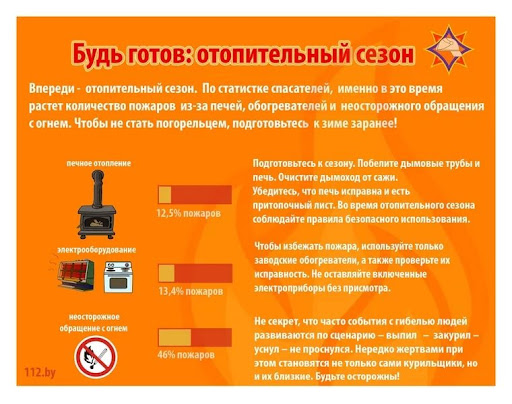 Будь готов: отопительный сезон
Впереди - отопительный сезон. По статистке спасателей, именно в это время
растет количество пожаров из-за печей, обогревателей и неосторожного обращения
с огнем. Чтобы не стать погорельцем, подготовьтесь к зиме заранее!
печное отопление
12,5% пожаров
Подготовьтесь к сезону. Побелите дымовые трубы и
печь. Очистите дымоход от сажи.
Убедитесь, что печь исправна и есть
притопочный лист. Во время отопительного сезона
соблюдайте правила безопасного использования.
электрооборудование
13,4% пожаров
Чтобы избежать пожара, используйте только
заводские обогреватели, а также проверьте их
исправность. Не оставляйте включенные
электроприборы без присмотра.
неосторожное
обращение с огнем
46% пожаров
Не секрет, что часто события с гибелью людей
развиваются по сценарию – выпил – закурил –
уснул – не проснулся. Нередко жертвами при
этом становятся не только сами курильщики, но
и их близкие. Будьте осторожны!
112.by